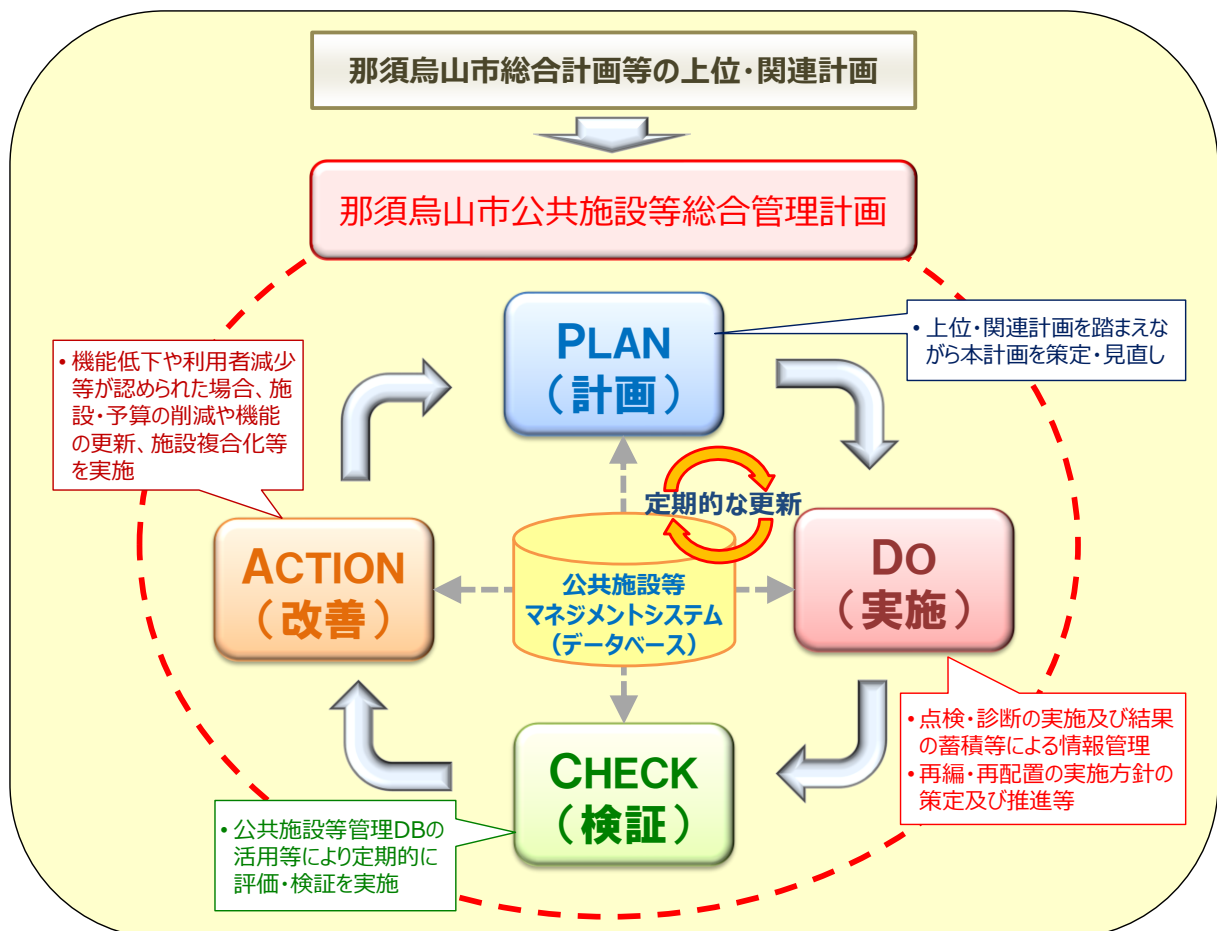 那須烏山市総合計画等の上位・関連計画
那須烏山市公共施設等総合管理計画
PLAN
（計画）
・上位・関連計画を踏まえな
がら本計画を策定・見直し
・機能低下や利用者減少
等が認められた場合、施
設・予算の削減や機能
の更新、施設複合化等
を実施
定期的な更新
ACTION
（改善）
公共施設等
マネジメントシステム
（データベース）
DO
（実施）
・点検・診断の実施及び結果
の蓄積等による情報管理
・再編・再配置の実施方針の
策定及び推進等
CHECK
（検証）
・公共施設等管理DBの
活用等により定期的に
評価・検証を実施